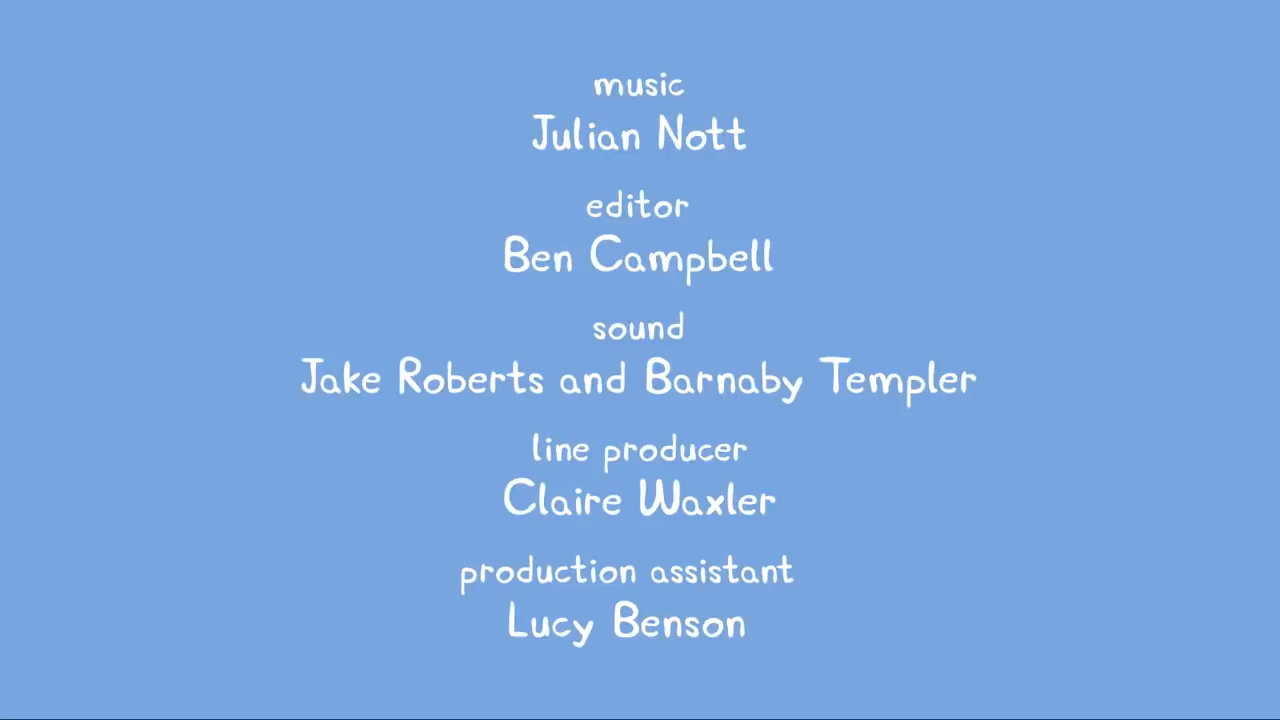 music
Julian Nott
editor
Ben Campbell
sound
Jake Roberts and Barnaby Templer
line producer
Claire Waxler
production assistant
Lucy Benson